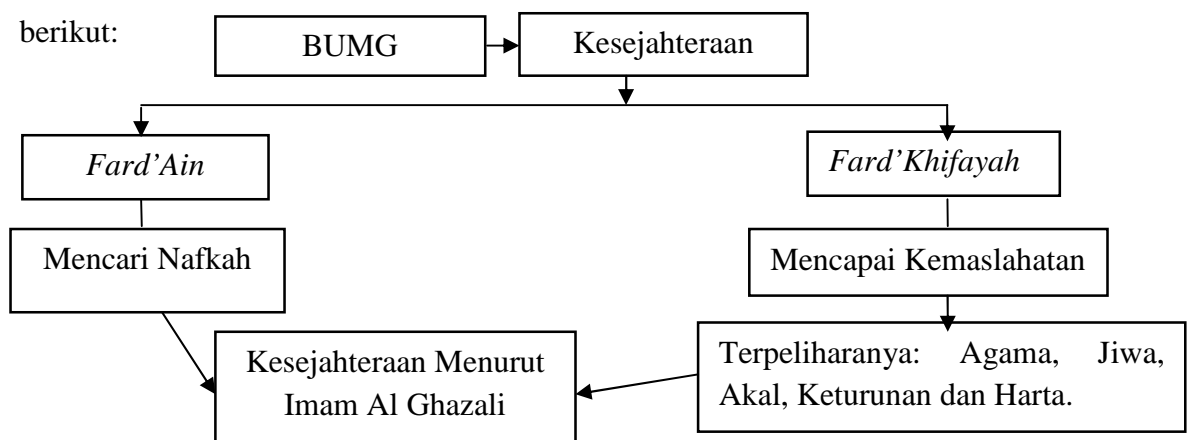 berikut:
BUMG
Kesejahteraan
Fard’Ain
Fard’Khifayah
Mencari Nafkah
Mencapai Kemaslahatan
Kesejahteraan Menurut
Imam Al Ghazali
Terpeliharanya: Agama, Jiwa,
Akal, Keturunan dan Harta.